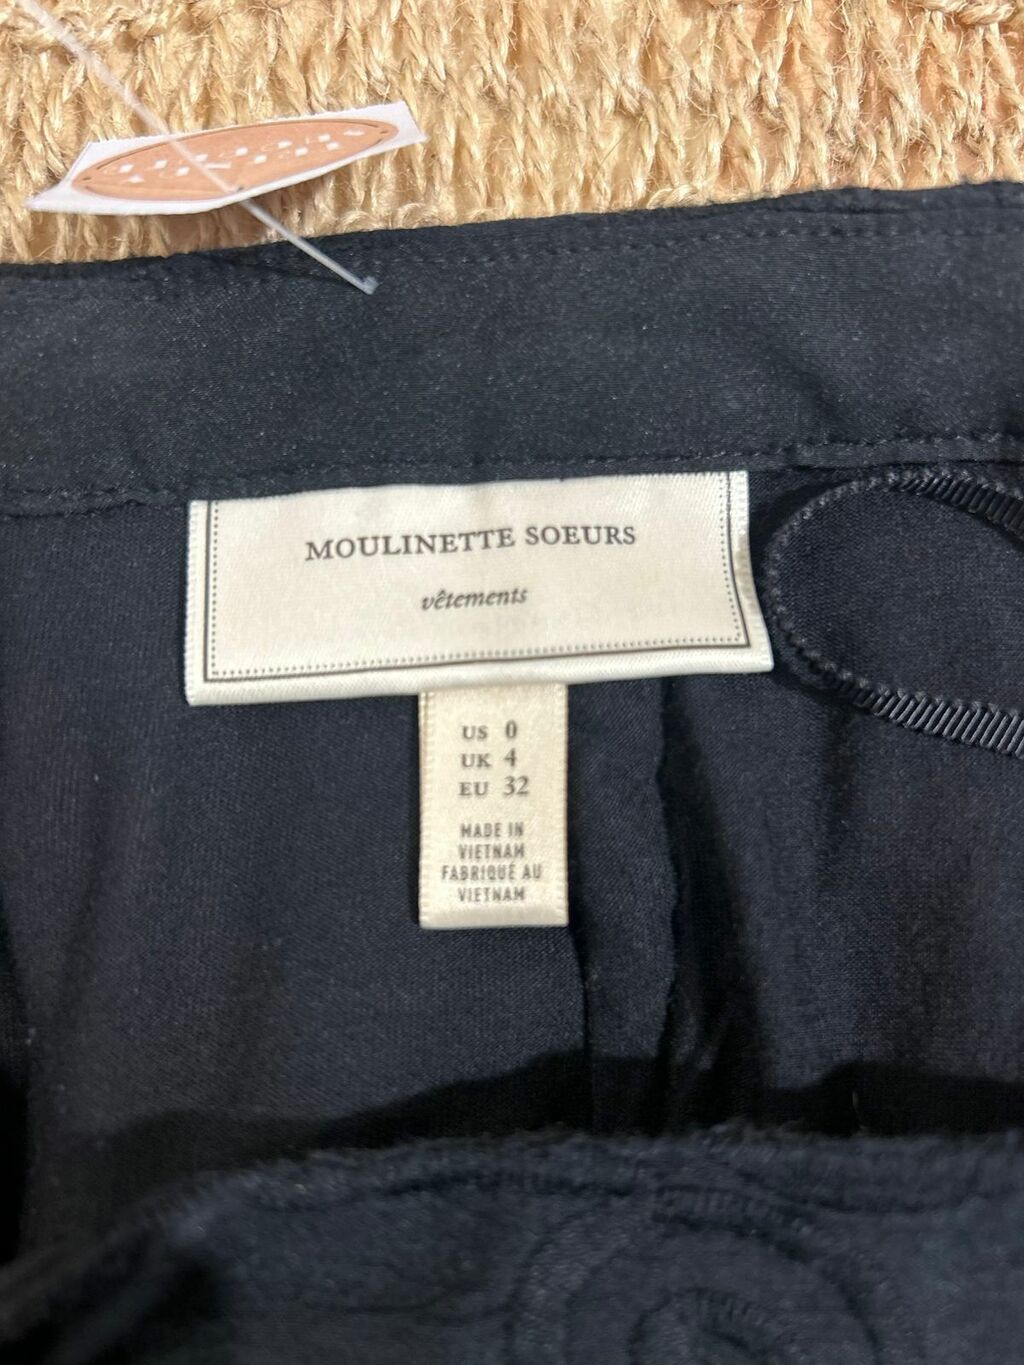 MOULINETTE SOEURS
vêtements
US 0
UK 4
EU 32
MADE IN
VIETNAM
FABRIQUÉ AU
VIETNAM